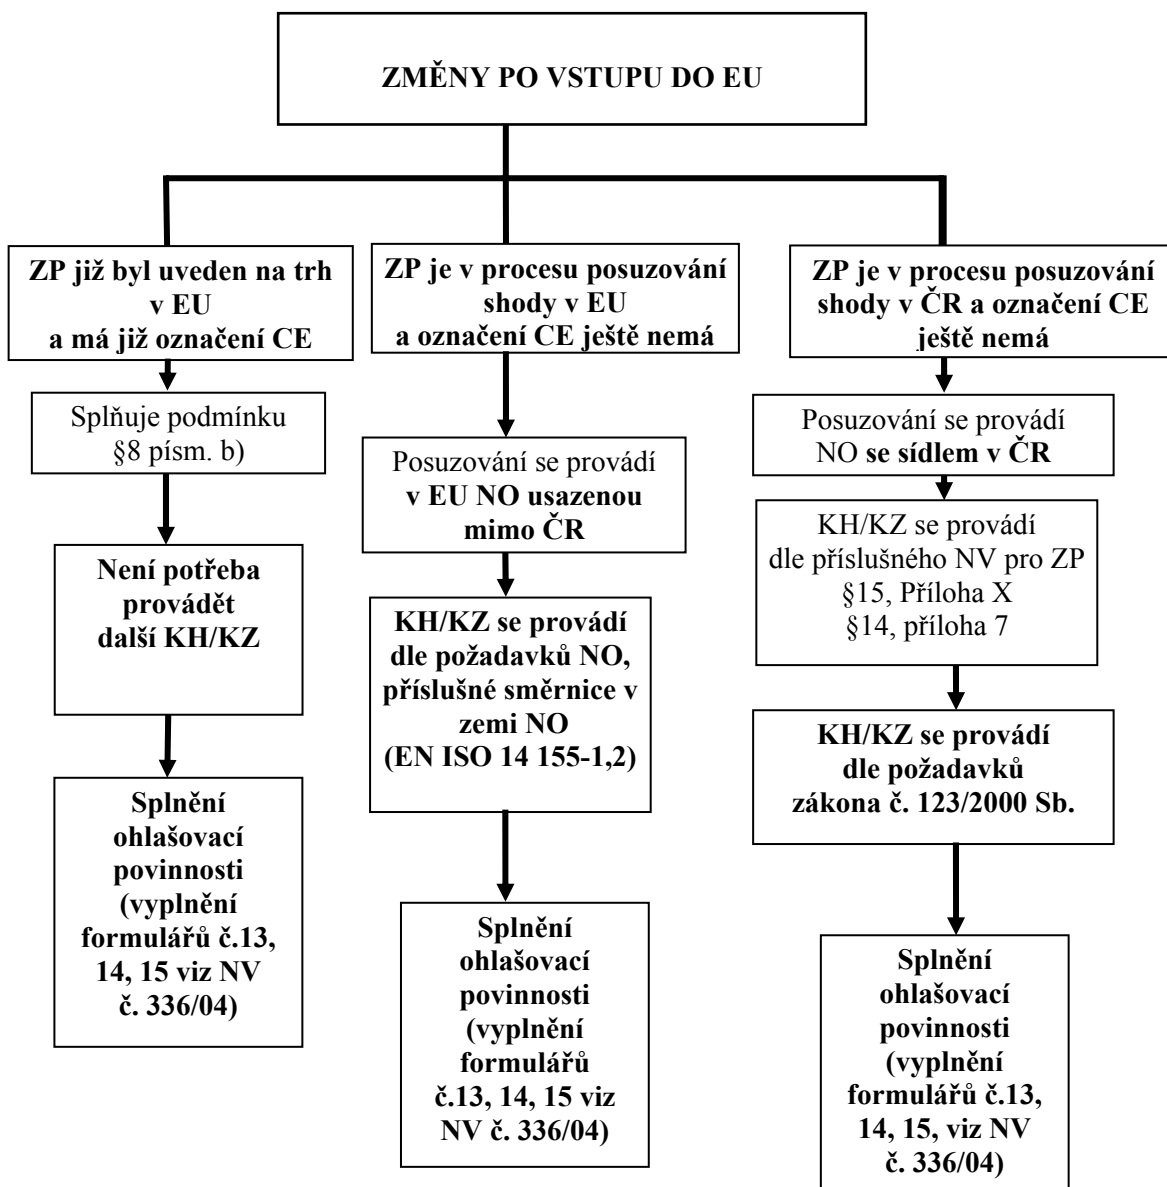 ZMĚNY PO VSTUPU DO EU
ZP již byl uveden na trh
v EU
a má již označení CE
Splňuje podmínku
§8 písm. b)
Není potřeba
provádět
další KH/KZ
Splnění
ohlašovací
povinnosti
(vyplnění
formulářů č.13,
14, 15 viz NV
č. 336/04)
ZP je v procesu posuzování
shody v EU
a označení CE ještě nemá
Posuzování se provádí
v EU NO usazenou
mimo ČR
KH/KZ se provádí
dle požadavků NO,
příslušné směrnice v
zemi NO
(EN ISO 14 155-1,2)
Splnění
ohlašovací
povinnosti
(vyplnění
formulářů
č.13, 14, 15 viz
NV č. 336/04)
ZP je v procesu posuzování
shody v ČR a označení CE
ještě nemá
Posuzování se provádí
NO se sídlem v ČR
KH/KZ se provádí
dle příslušného NV pro ZP
§15, Příloha X
§14, příloha 7
KH/KZ se provádí
dle požadavků
zákona č. 123/2000 Sb.
Splnění
ohlašovací
povinnosti
(vyplnění
formulářů č.13,
14, 15, viz NV
č. 336/04)